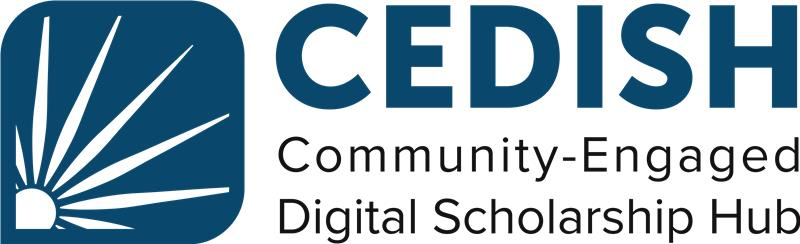 CEDISH
Community-Engaged
Digital Scholarship Hub